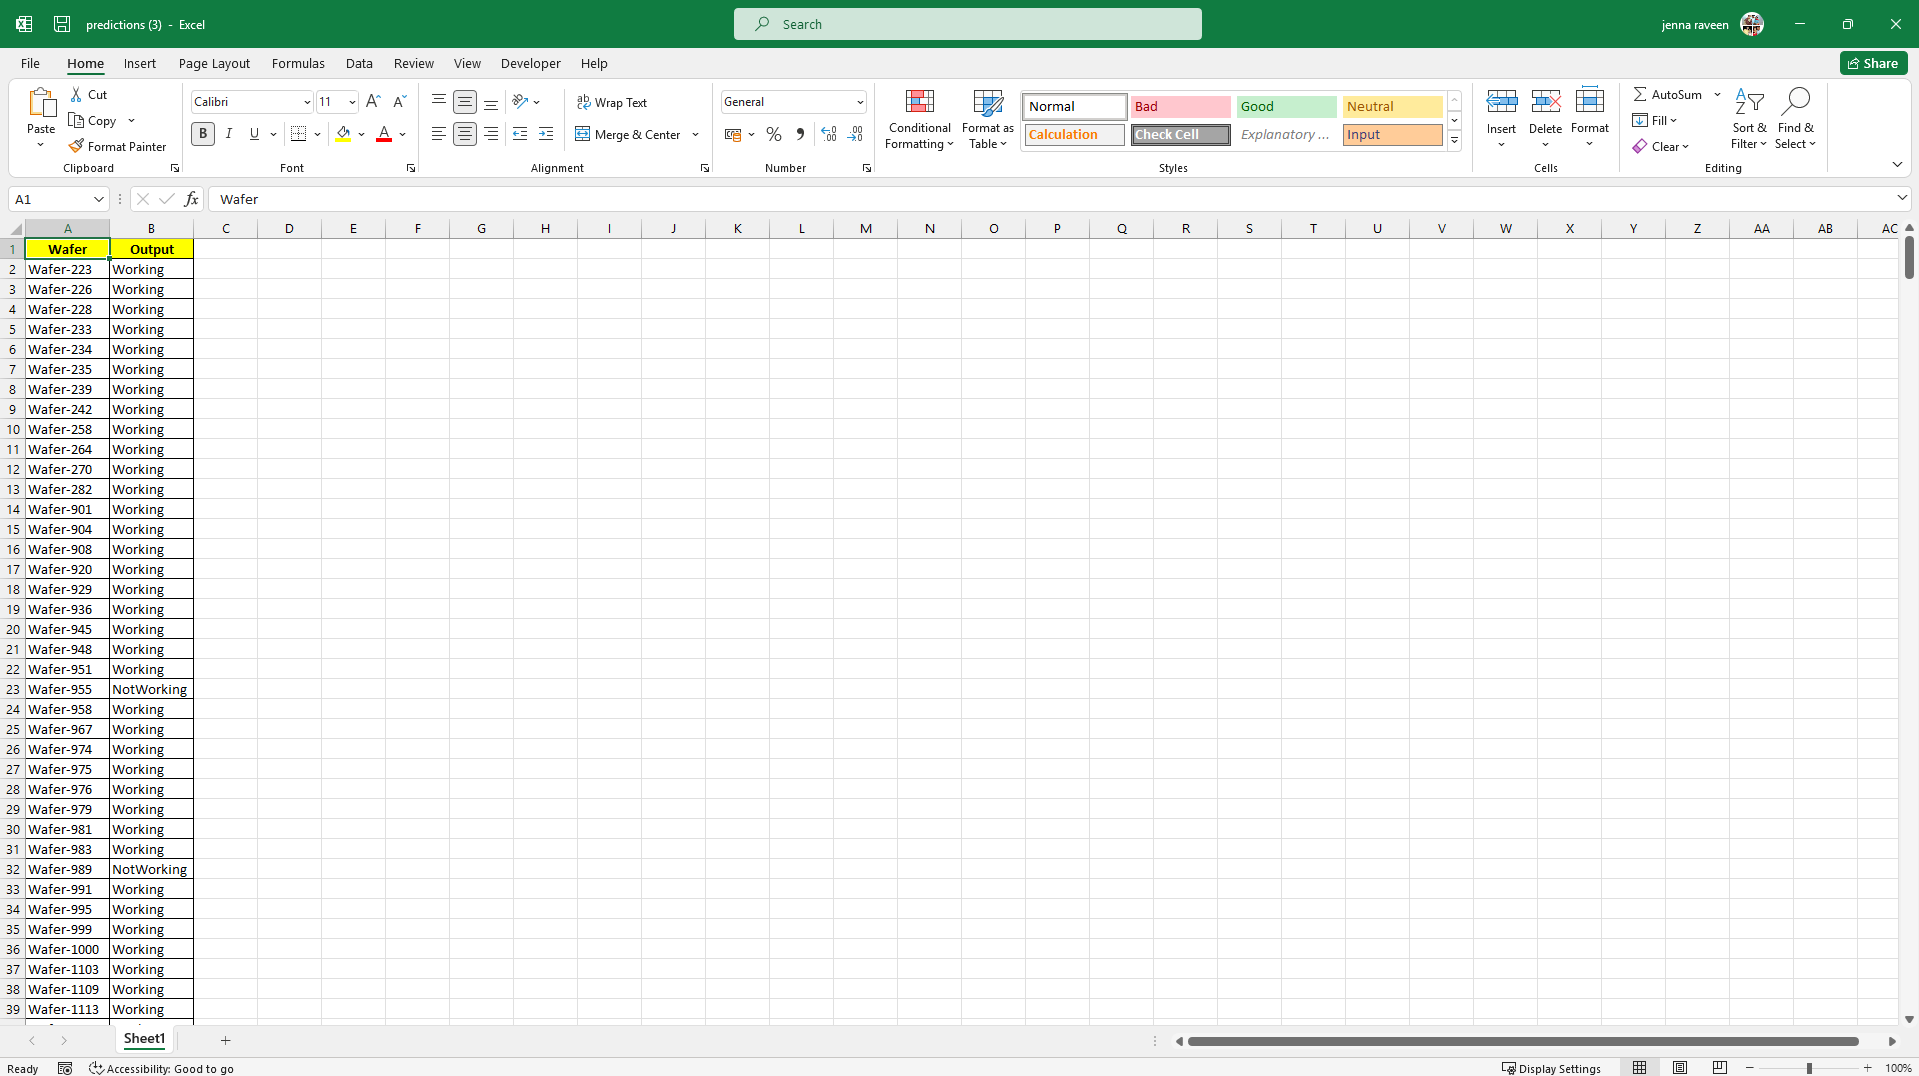 predictions (3) - Excel
Search
jenna raveen
File Home Insert Page Layout Formulas Data Review View Developer Help
Share
Paste
Cut
Copy
Format Painter
Clipboard
Calibri 11
B I U
Font
Wrap Text
Merge & Center
Alignment
General
Number
Conditional Formatting
Format as Table
Normal Bad Good Neutral
Calculation Check Cell Explanatory ... Input
Styles
Insert Delete Format
Cells
AutoSum
Fill
Clear
Sort & Filter
Find & Select
Editing
A1 fx Wafer
A B C D E F G H I J K L M N O P Q R S T U V W X Y Z AA AB AC
1 Wafer Output
2 Wafer-223 Working
3 Wafer-226 Working
4 Wafer-228 Working
5 Wafer-233 Working
6 Wafer-234 Working
7 Wafer-235 Working
8 Wafer-239 Working
9 Wafer-242 Working
10 Wafer-258 Working
11 Wafer-264 Working
12 Wafer-270 Working
13 Wafer-282 Working
14 Wafer-901 Working
15 Wafer-904 Working
16 Wafer-908 Working
17 Wafer-920 Working
18 Wafer-929 Working
19 Wafer-936 Working
20 Wafer-945 Working
21 Wafer-948 Working
22 Wafer-951 Working
23 Wafer-955 NotWorking
24 Wafer-958 Working
25 Wafer-967 Working
26 Wafer-974 Working
27 Wafer-975 Working
28 Wafer-976 Working
29 Wafer-979 Working
30 Wafer-981 Working
31 Wafer-983 Working
32 Wafer-989 NotWorking
33 Wafer-991 Working
34 Wafer-995 Working
35 Wafer-999 Working
36 Wafer-1000 Working
37 Wafer-1103 Working
38 Wafer-1109 Working
39 Wafer-1113 Working
Sheet1
Ready Accessibility: Good to go
Display Settings
100%